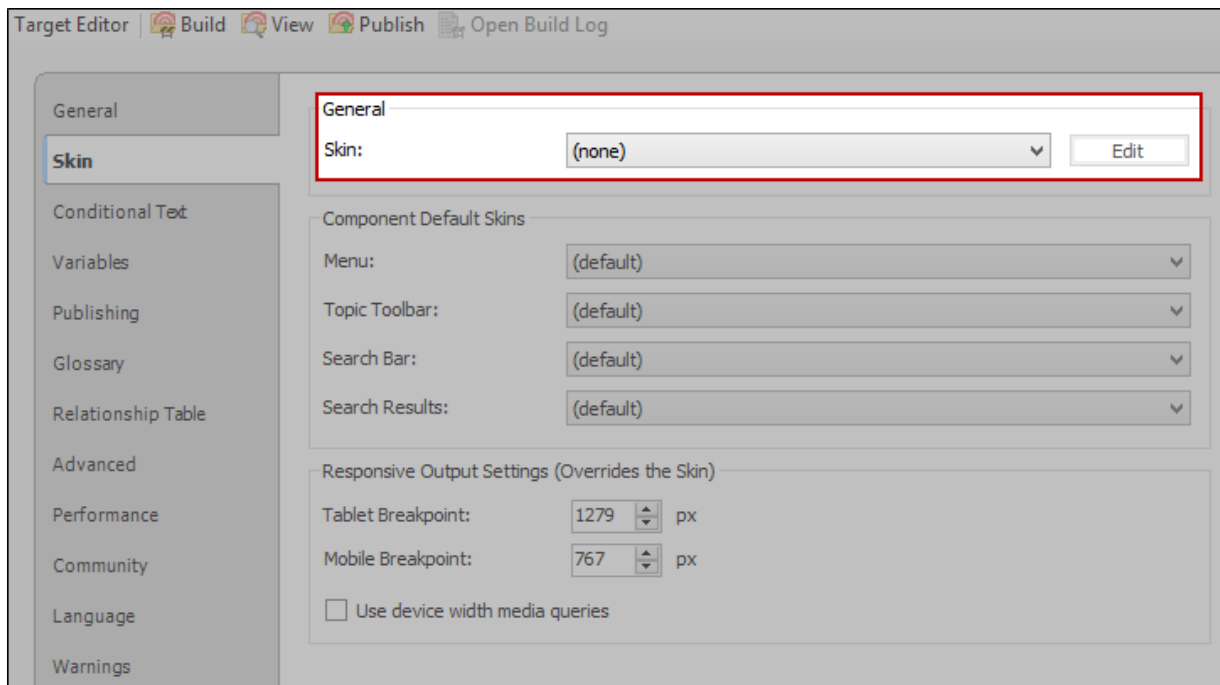 Target Editor Build View Publish Open Build Log
General
Skin
Conditional Text
Variables
Publishing
Glossary
Relationship Table
Advanced
Performance
Community
Language
Warnings
General
Skin: (none) Edit
Component Default Skins
Menu: (default)
Topic Toolbar: (default)
Search Bar: (default)
Search Results: (default)
Responsive Output Settings (Overrides the Skin)
Tablet Breakpoint: 1279 px
Mobile Breakpoint: 767 px
Use device width media queries